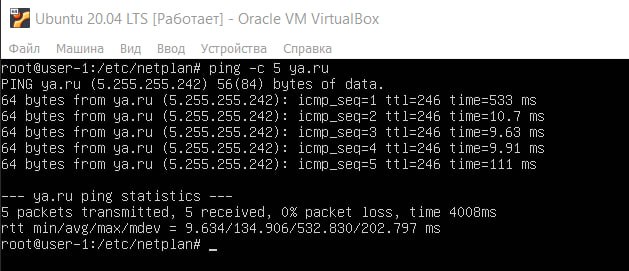 Ubuntu 20.04 LTS [Работает] - Oracle VM VirtualBox
Файл Машина Вид Ввод Устройства Справка
root@user-1:/etc/netplan# ping -c 5 ya.ru
PING ya.ru (5.255.255.242) 56(84) bytes of data.
64 bytes from ya.ru (5.255.255.242): icmp_seq=1 ttl=246 time=533 ms
64 bytes from ya.ru (5.255.255.242): icmp_seq=2 ttl=246 time=10.7 ms
64 bytes from ya.ru (5.255.255.242): icmp_seq=3 ttl=246 time=9.63 ms
64 bytes from ya.ru (5.255.255.242): icmp_seq=4 ttl=246 time=9.91 ms
64 bytes from ya.ru (5.255.255.242): icmp_seq=5 ttl=246 time=111 ms
--- ya.ru ping statistics ---
5 packets transmitted, 5 received, 0% packet loss, time 4008ms
rtt min/avg/max/mdev = 9.634/134.906/532.830/202.797 ms
root@user-1:/etc/netplan# _